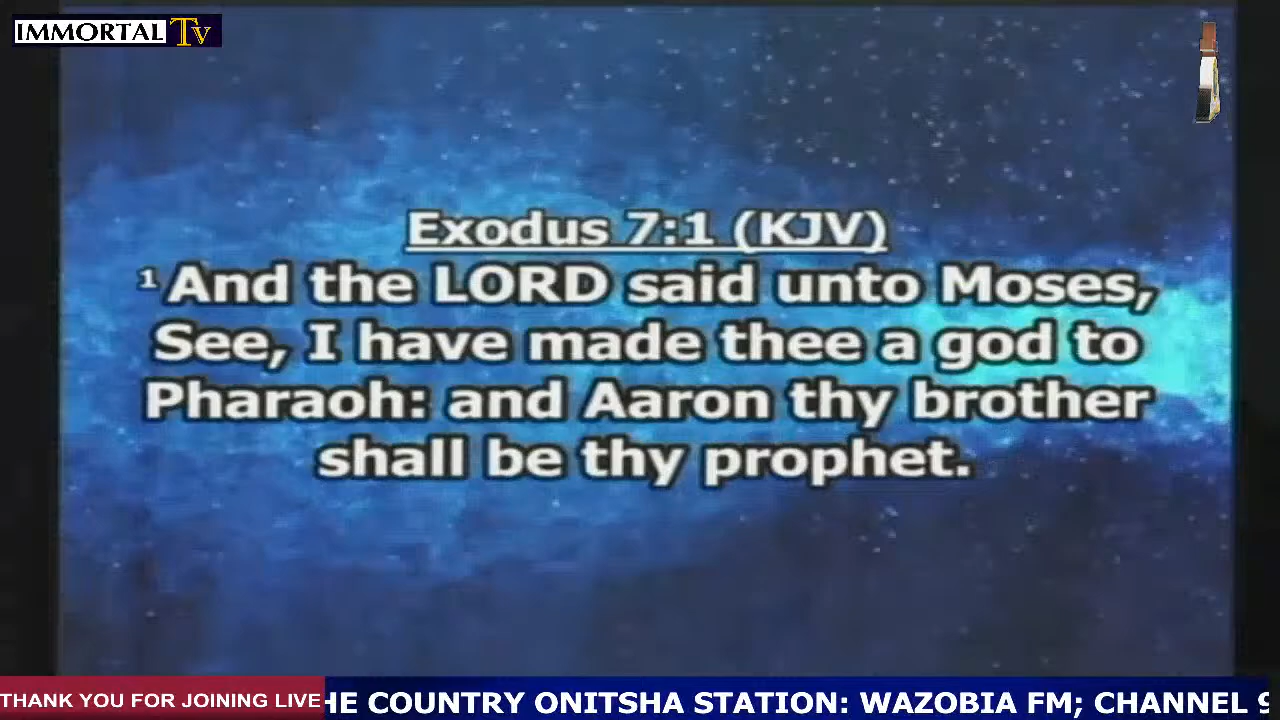 IMMORTAL Tv
Exodus 7:1 (KJV)
1 And the LORD said unto Moses,
See, I have made thee a god to
Pharaoh: and Aaron thy brother
shall be thy prophet.
THANK YOU FOR JOINING LIVE
HE COUNTRY ONITSHA STATION: WAZOBIA FM; CHANNEL 9